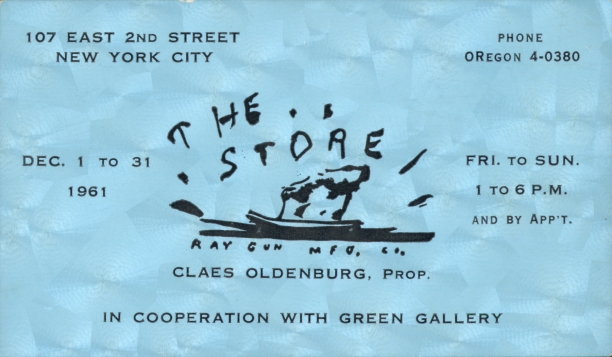 107 EAST 2ND STREET
NEW YORK CITY
PHONE
OREGON 4-0380
THE
STORE
DEC. 1 TO 31
1961
FRI. TO SUN.
1 TO 6 P.M.
AND BY APP'T.
RAY GUN MFG. CO.
CLAES OLDENBURG, PROP.
IN COOPERATION WITH GREEN GALLERY